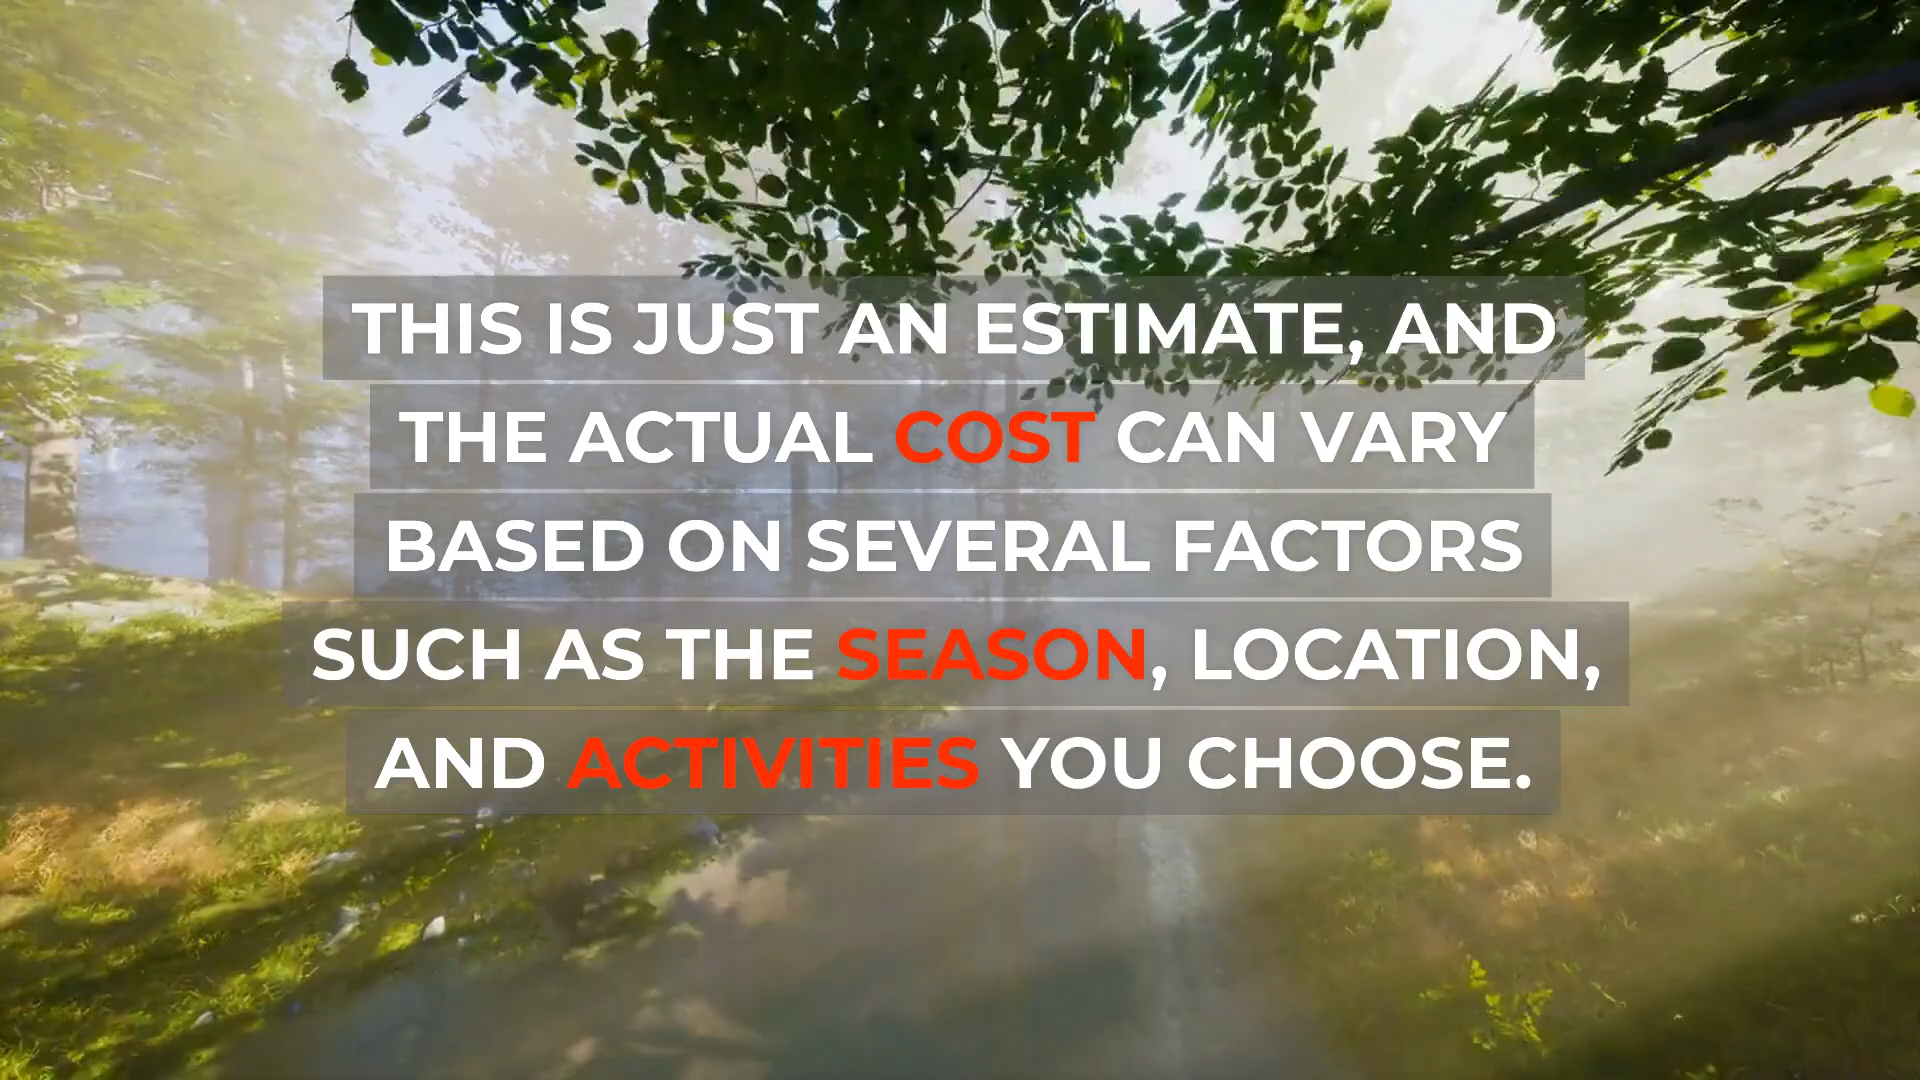 THIS IS JUST AN ESTIMATE, AND
THE ACTUAL COST CAN VARY
BASED ON SEVERAL FACTORS
SUCH AS THE SEASON, LOCATION,
AND ACTIVITIES YOU CHOOSE.